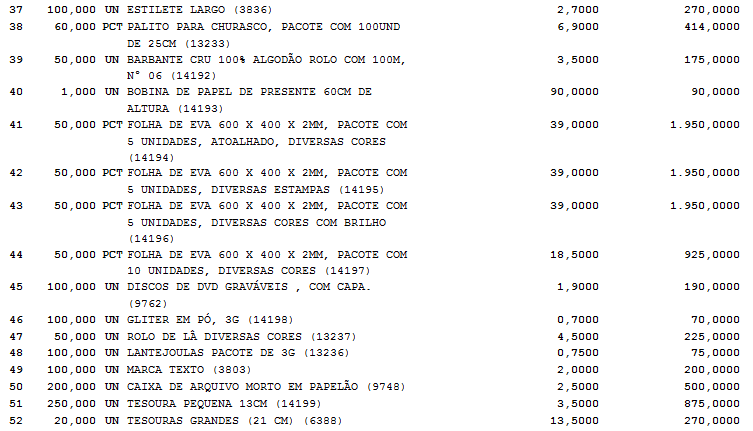 37 100,000 UN ESTILETE LARGO (3836) 2,7000 270,0000
38 60,000 PCT PALITO PARA CHURASCO, PACOTE COM 100UND 6,9000 414,0000
DE 25CM (13233)
39 50,000 UN BARBANTE CRU 100% ALGODÃO ROLO COM 100M, 3,5000 175,0000
N° 06 (14192)
40 1,000 UN BOBINA DE PAPEL DE PRESENTE 60CM DE 90,0000 90,0000
ALTURA (14193)
41 50,000 PCT FOLHA DE EVA 600 X 400 X 2MM, PACOTE COM 39,0000 1.950,0000
5 UNIDADES, ATOALHADO, DIVERSAS CORES
(14194)
42 50,000 PCT FOLHA DE EVA 600 X 400 X 2MM, PACOTE COM 39,0000 1.950,0000
5 UNIDADES, DIVERSAS ESTAMPAS (14195)
43 50,000 PCT FOLHA DE EVA 600 X 400 X 2MM, PACOTE COM 39,0000 1.950,0000
5 UNIDADES, DIVERSAS CORES COM BRILHO
(14196)
44 50,000 PCT FOLHA DE EVA 600 X 400 X 2MM, PACOTE COM 18,5000 925,0000
10 UNIDADES, DIVERSAS CORES (14197)
45 100,000 UN DISCOS DE DVD GRAVÁVEIS , COM CAPA. 1,9000 190,0000
(9762)
46 100,000 UN GLITER EM PÓ, 3G (14198) 0,7000 70,0000
47 50,000 UN ROLO DE LÂ DIVERSAS CORES (13237) 4,5000 225,0000
48 100,000 UN LANTEJOULAS PACOTE DE 3G (13236) 0,7500 75,0000
49 100,000 UN MARCA TEXTO (3803) 2,0000 200,0000
50 200,000 UN CAIXA DE ARQUIVO MORTO EM PAPELÃO (9748) 2,5000 500,0000
51 250,000 UN TESOURA PEQUENA 13CM (14199) 3,5000 875,0000
52 20,000 UN TESOURAS GRANDES (21 CM) (6388) 13,5000 270,0000